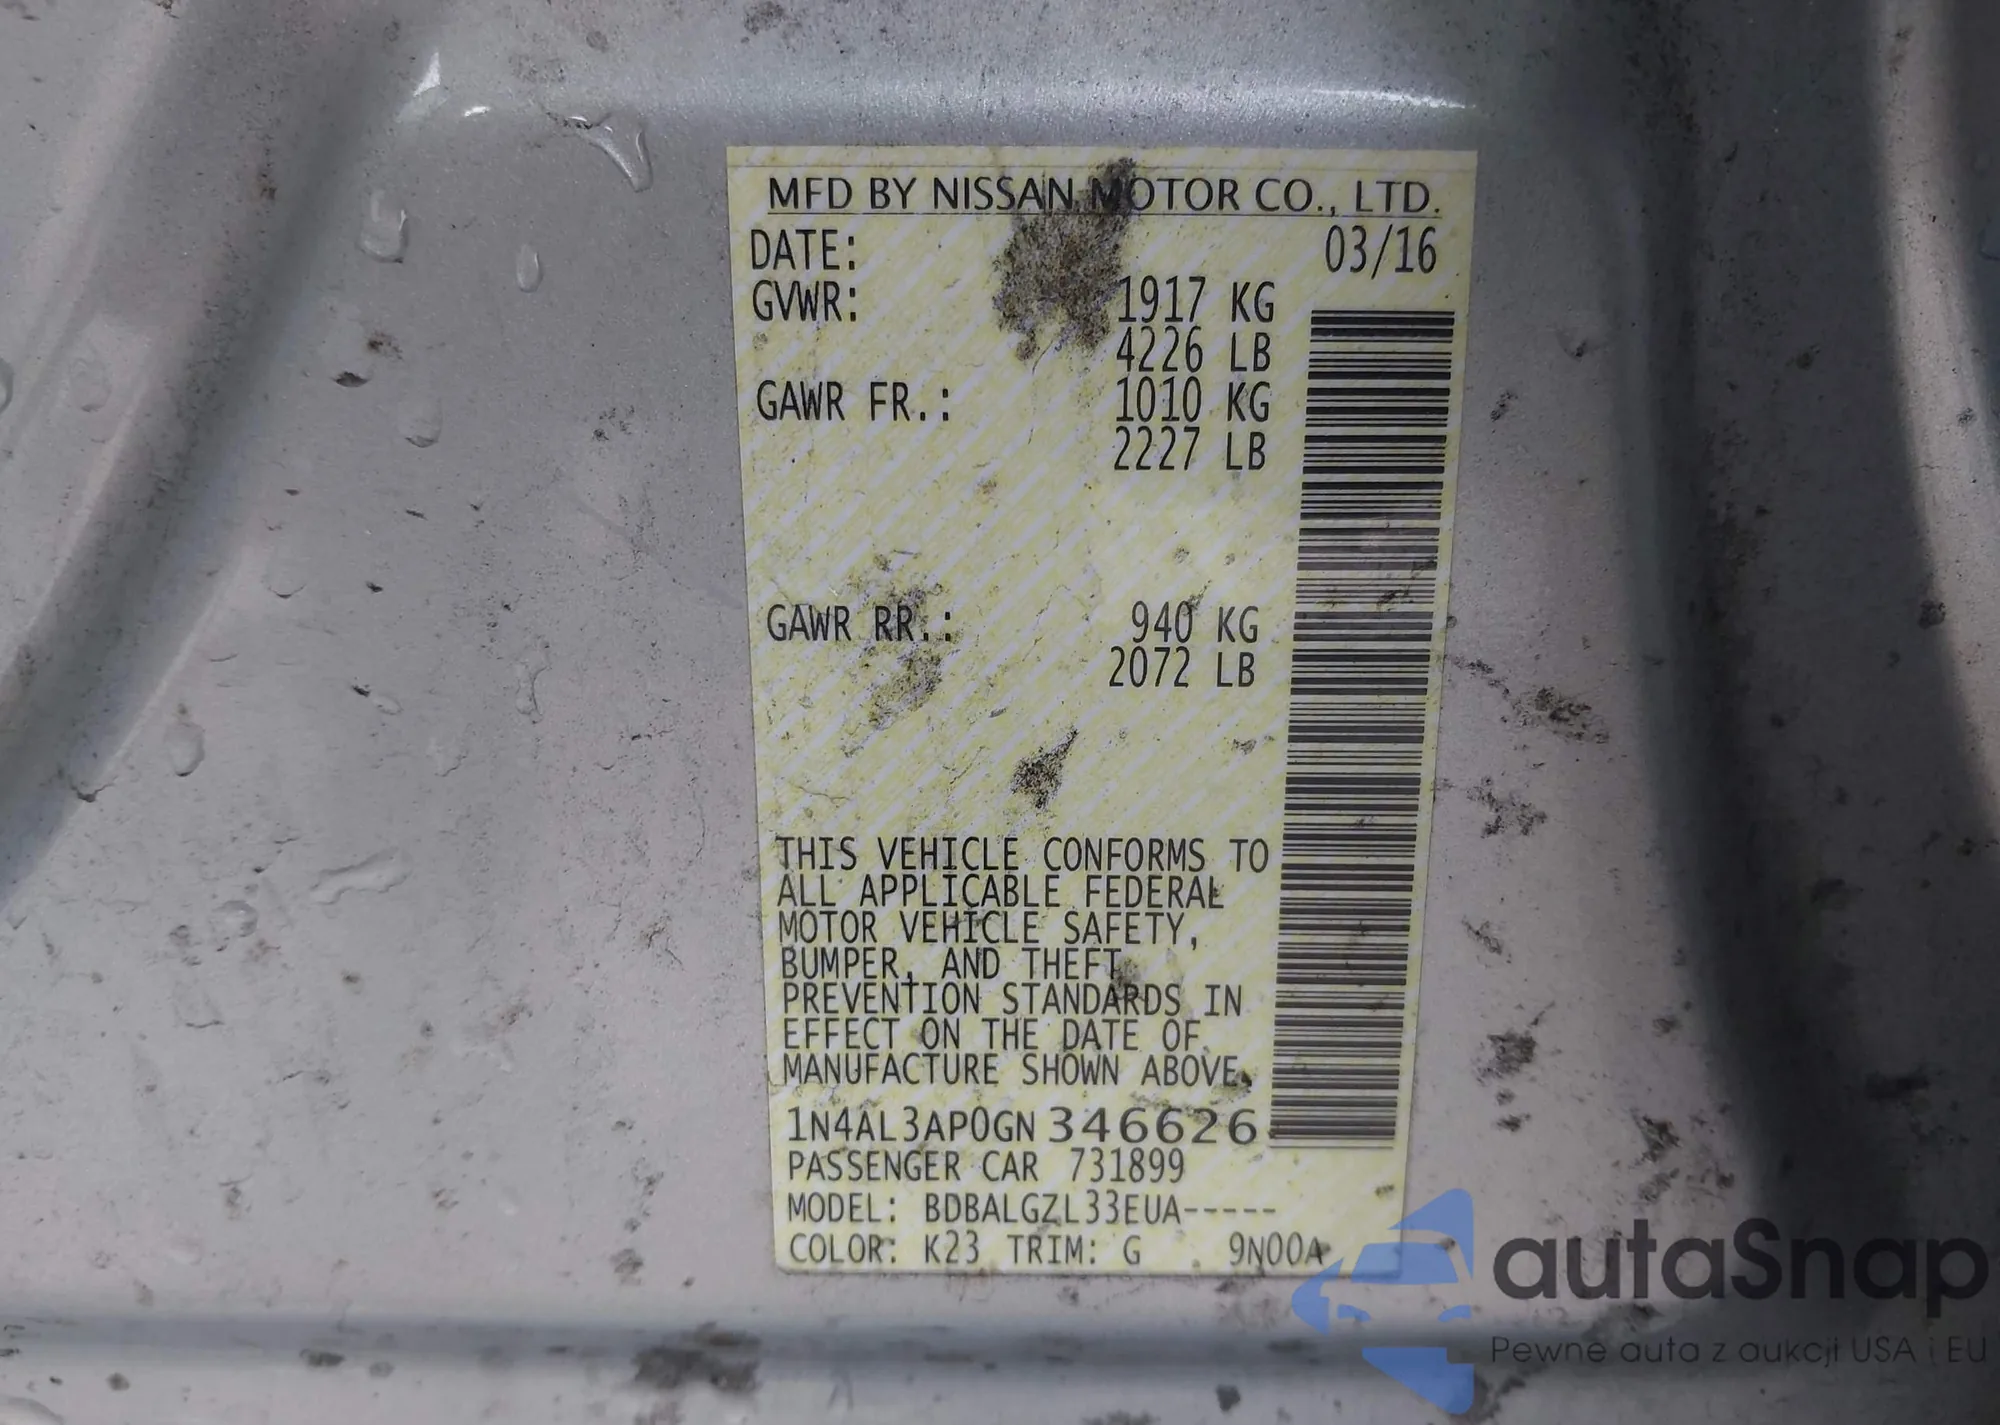 MFD BY NISSAN MOTOR CO., LTD.
DATE: 03/16
GVWR: 1917 KG
4226 LB
GAWR FR.: 1010 KG
2227 LB
GAWR RR.: 940 KG
2072 LB
THIS VEHICLE CONFORMS TO
ALL APPLICABLE FEDERAL
MOTOR VEHICLE SAFETY,
BUMPER, AND THEFT
PREVENTION STANDARDS IN
EFFECT ON THE DATE OF
MANUFACTURE SHOWN ABOVE.
1N4AL3AP0GN346626
PASSENGER CAR 731899
MODEL: BDBALGZL33EUA-----
COLOR: K23 TRIM: G 9N00A
autaSnap
Pewne auta z aukcji USA i EU